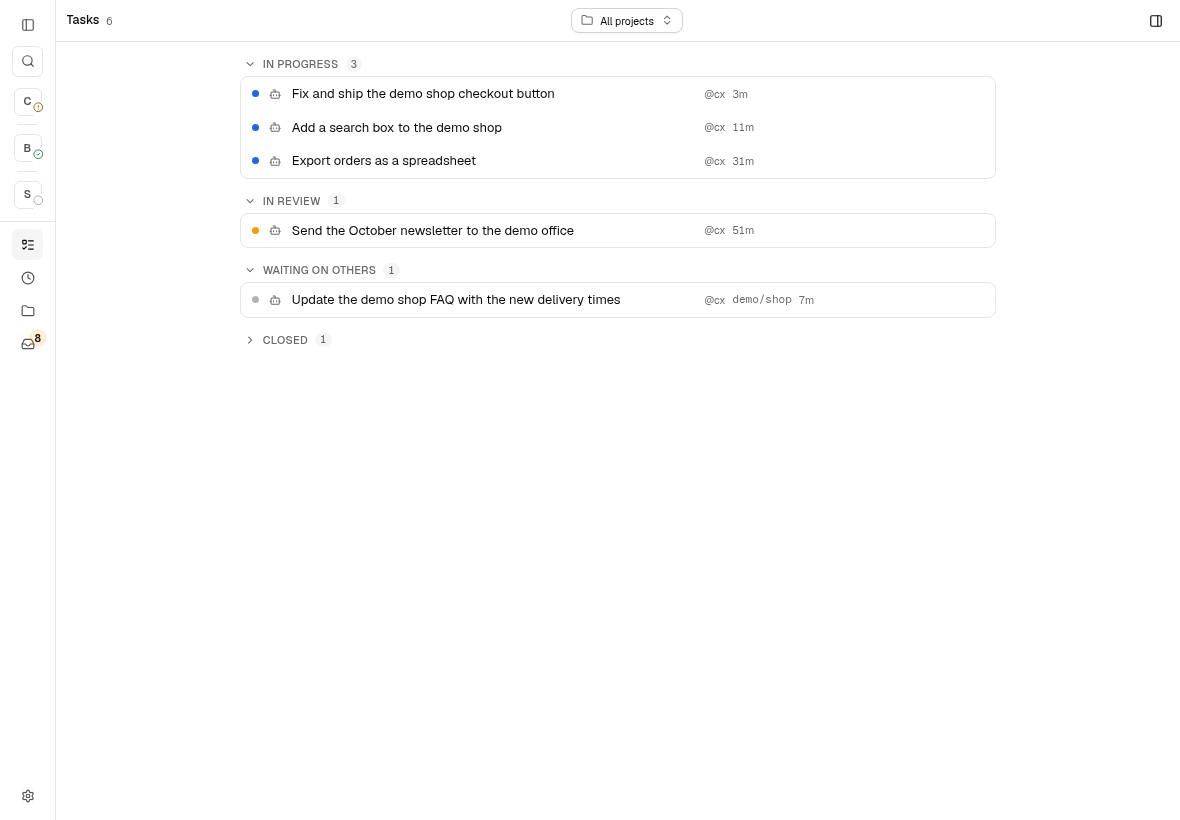 Tasks 6
All projects
C
B
S
8
IN PROGRESS 3
Fix and ship the demo shop checkout button @cx 3m
Add a search box to the demo shop @cx 11m
Export orders as a spreadsheet @cx 31m
IN REVIEW 1
Send the October newsletter to the demo office @cx 51m
WAITING ON OTHERS 1
Update the demo shop FAQ with the new delivery times @cx demo/shop 7m
CLOSED 1